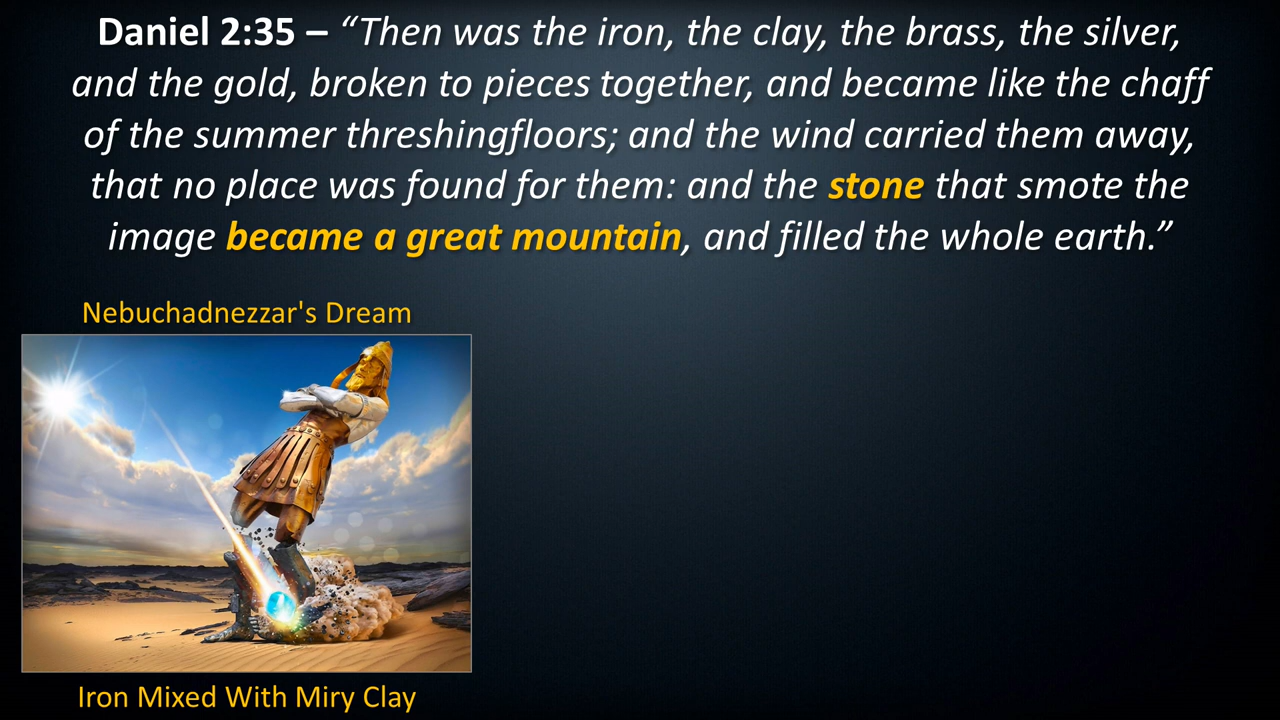 Daniel 2:35 – “Then was the iron, the clay, the brass, the silver,
and the gold, broken to pieces together, and became like the chaff
of the summer threshingfloors; and the wind carried them away,
that no place was found for them: and the stone that smote the
image became a great mountain, and filled the whole earth.”
Nebuchadnezzar's Dream
Iron Mixed With Miry Clay